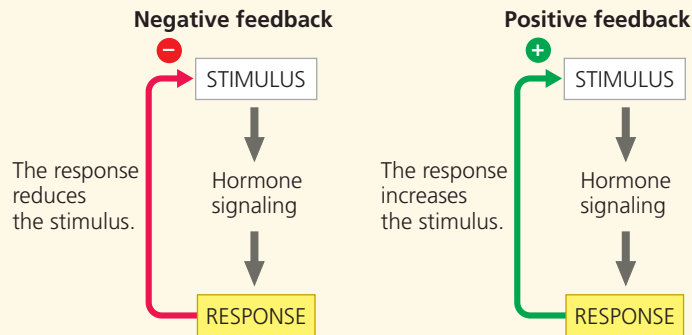 Negative feedback
−
STIMULUS
The response
reduces
the stimulus.
Hormone
signaling
RESPONSE
Positive feedback
+
STIMULUS
The response
increases
the stimulus.
Hormone
signaling
RESPONSE